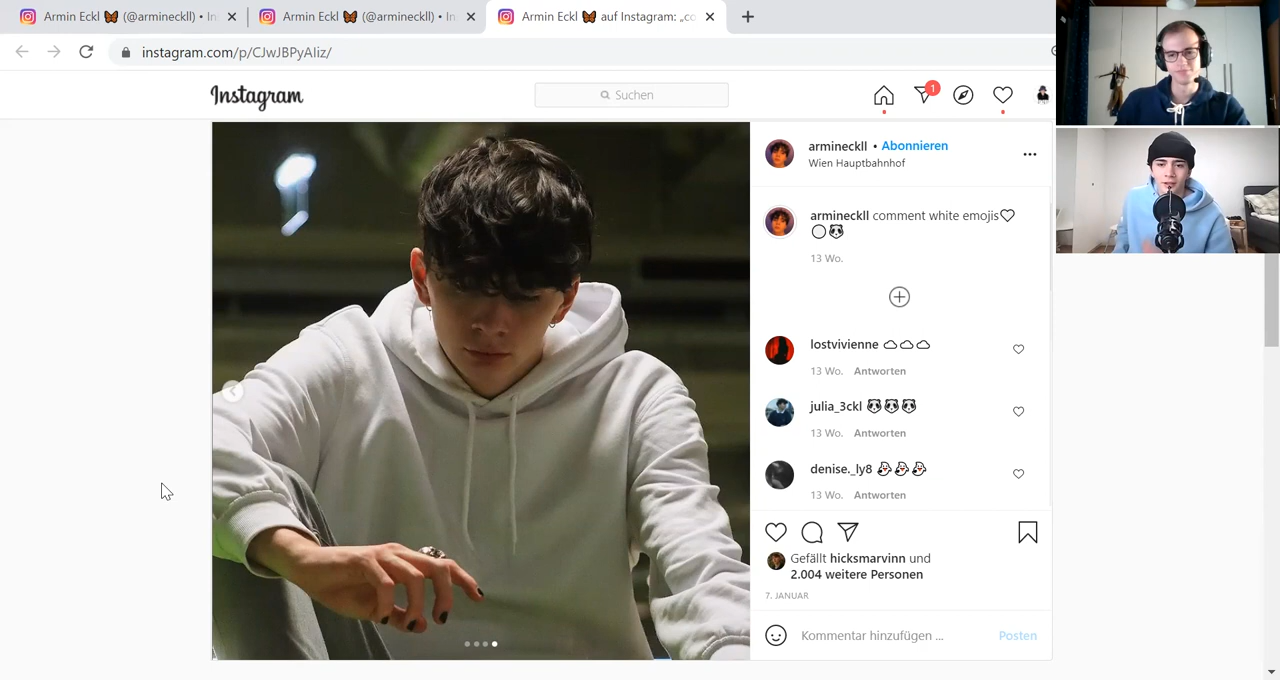 Armin Eckl 🦋 (@armineckll) • In
Armin Eckl 🦋 (@armineckll) • In
Armin Eckl 🦋 auf Instagram: „co
instagram.com/p/CJwJBPyAliz/
Instagram
Suchen
1
armineckll • Abonnieren
Wien Hauptbahnhof
armineckll comment white emojis🤍
⚪🐼
13 Wo.
lostvivienne ☁️☁️☁️
13 Wo. Antworten
julia_3ckl 🐼🐼🐼
13 Wo. Antworten
denise._ly8 👻👻👻
13 Wo. Antworten
Gefällt hicksmarvinn und
2.004 weitere Personen
7. JANUAR
Kommentar hinzufügen ... Posten